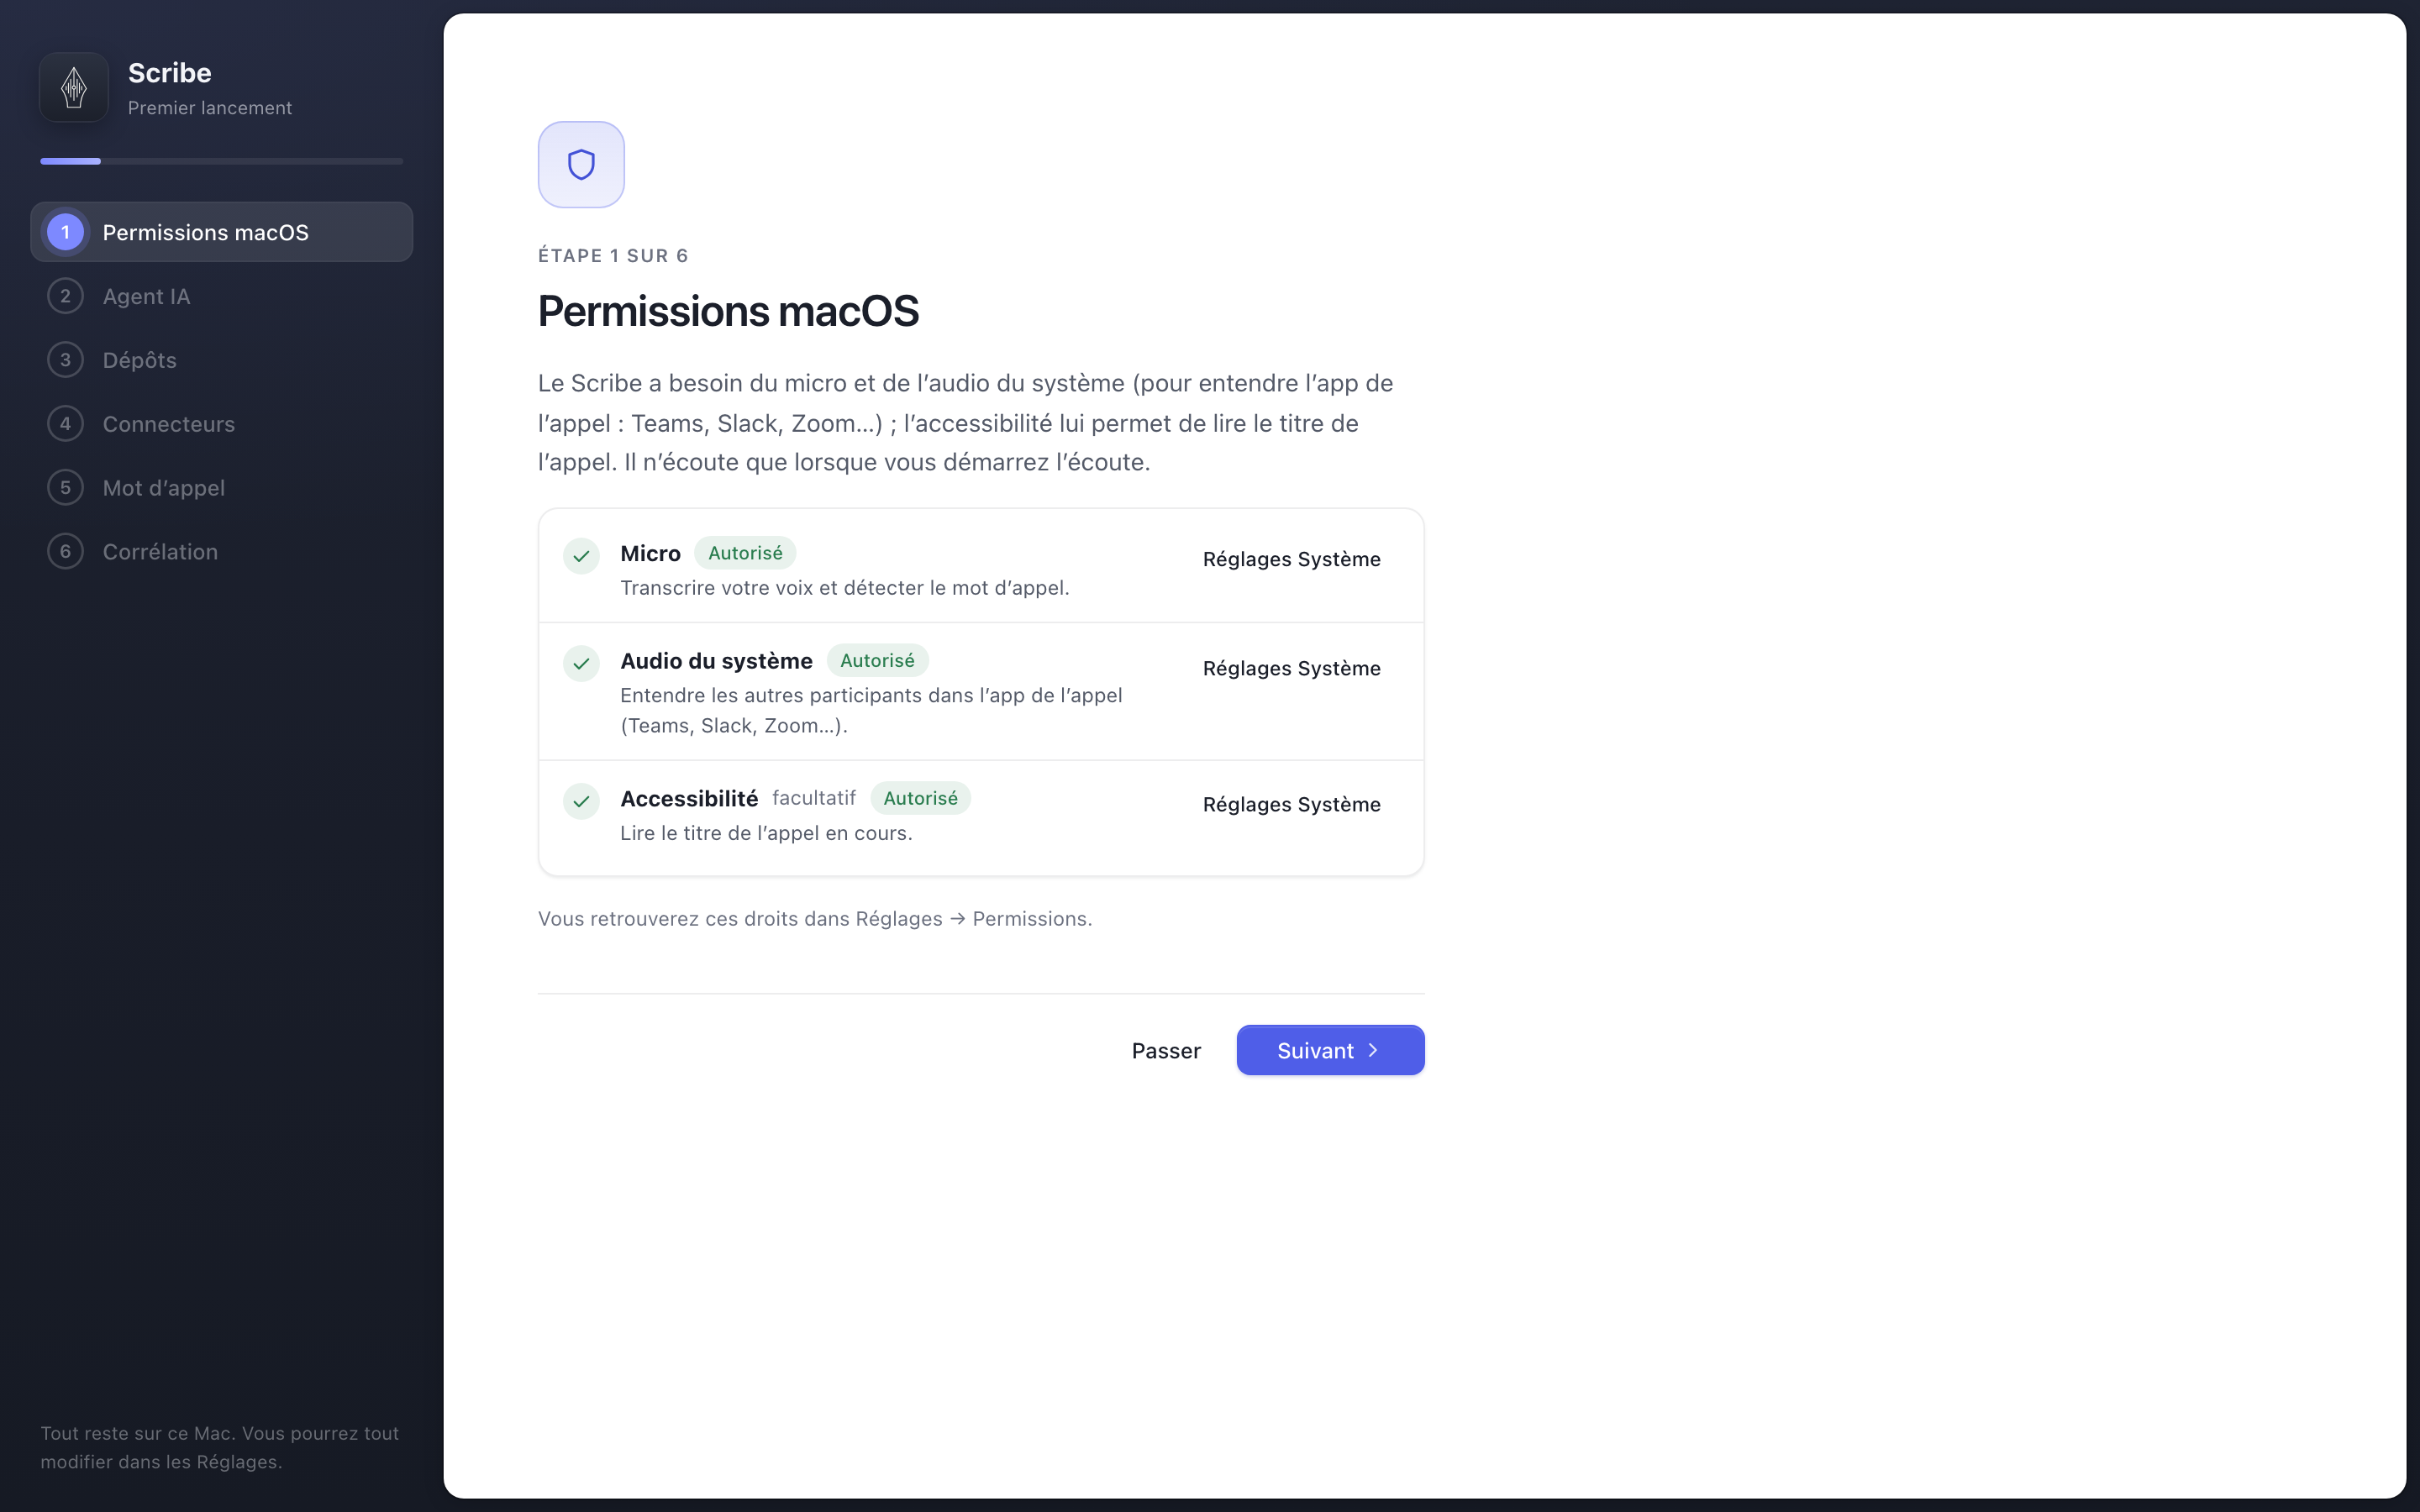 Scribe
Premier lancement
1 Permissions macOS
2 Agent IA
3 Dépôts
4 Connecteurs
5 Mot d’appel
6 Corrélation
Tout reste sur ce Mac. Vous pourrez tout
modifier dans les Réglages.
ÉTAPE 1 SUR 6
Permissions macOS
Le Scribe a besoin du micro et de l’audio du système (pour entendre l’app de
l’appel : Teams, Slack, Zoom…) ; l’accessibilité lui permet de lire le titre de
l’appel. Il n’écoute que lorsque vous démarrez l’écoute.
Micro Autorisé Réglages Système
Transcrire votre voix et détecter le mot d’appel.
Audio du système Autorisé Réglages Système
Entendre les autres participants dans l’app de l’appel
(Teams, Slack, Zoom…).
Accessibilité facultatif Autorisé Réglages Système
Lire le titre de l’appel en cours.
Vous retrouverez ces droits dans Réglages → Permissions.
Passer Suivant